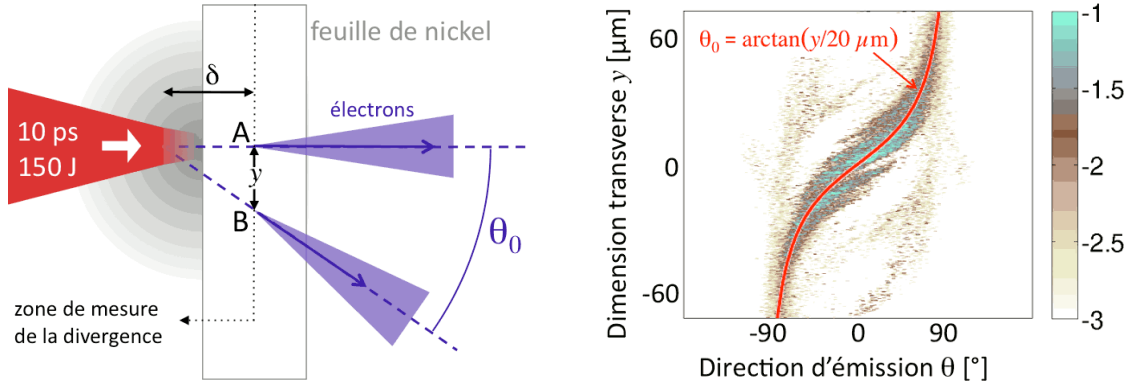 feuille de nickel
δ
électrons
10 ps
150 J
A
y
B
θ0
zone de mesure
de la divergence
Dimension transverse y [µm]
60
0
-60
θ0 = arctan(y/20 µm)
-90
0
90
Direction d'émission θ [°]
-1
-1.5
-2
-2.5
-3